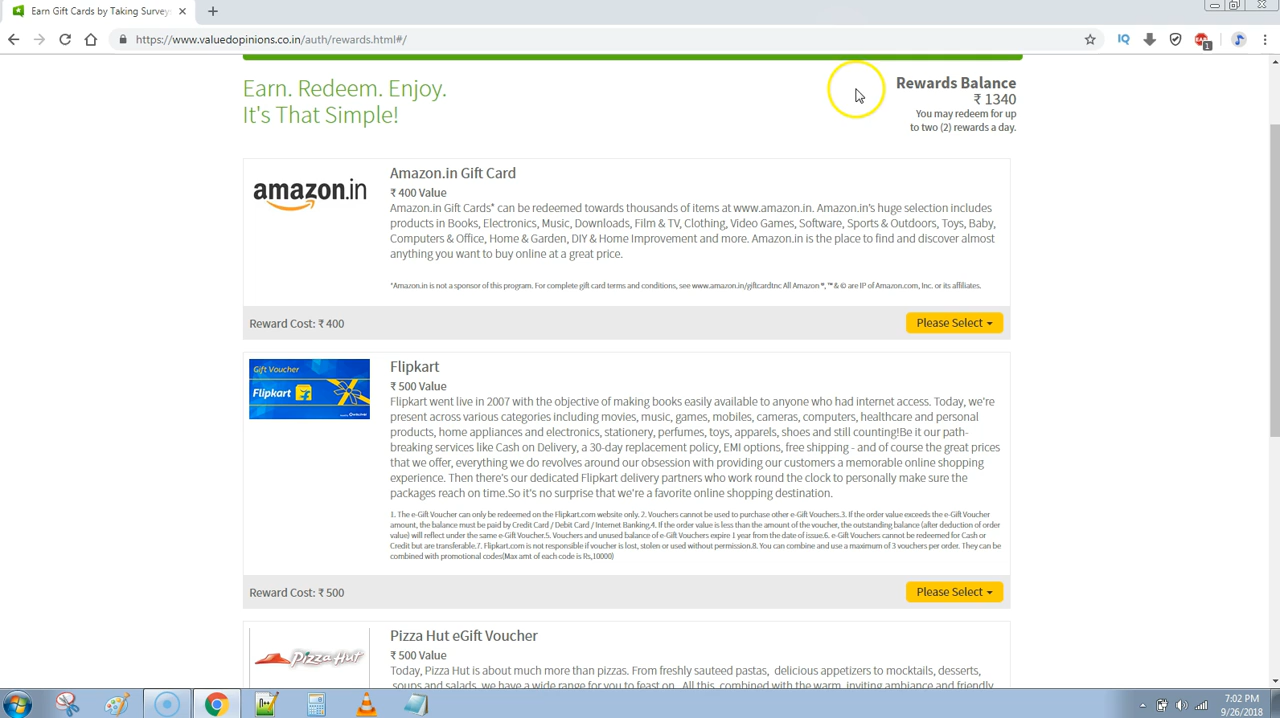 Earn Gift Cards by Taking Survey
https://www.valuedopinions.co.in/auth/rewards.html#/
IQ
1
Earn. Redeem. Enjoy.
It's That Simple!
Rewards Balance
₹ 1340
You may redeem for up
to two (2) rewards a day.
amazon.in
Amazon.in Gift Card
₹ 400 Value
Amazon.in Gift Cards* can be redeemed towards thousands of items at www.amazon.in. Amazon.in's huge selection includes
products in Books, Electronics, Music, Downloads, Film & TV, Clothing, Video Games, Software, Sports & Outdoors, Toys, Baby,
Computers & Office, Home & Garden, DIY & Home Improvement and more. Amazon.in is the place to find and discover almost
anything you want to buy online at a great price.
*Amazon.in is not a sponsor of this program. For complete gift card terms and conditions, see www.amazon.in/giftcardtnc All Amazon ®, ™ & © are IP of Amazon.com, Inc. or its affiliates.
Reward Cost: ₹ 400
Please Select
Gift Voucher
Flipkart
Flipkart
₹ 500 Value
Flipkart went live in 2007 with the objective of making books easily available to anyone who had internet access. Today, we're
present across various categories including movies, music, games, mobiles, cameras, computers, healthcare and personal
products, home appliances and electronics, stationery, perfumes, toys, apparels, shoes and still counting!Be it our path-
breaking services like Cash on Delivery, a 30-day replacement policy, EMI options, free shipping - and of course the great prices
that we offer, everything we do revolves around our obsession with providing our customers a memorable online shopping
experience. Then there's our dedicated Flipkart delivery partners who work round the clock to personally make sure the
packages reach on time.So it's no surprise that we're a favorite online shopping destination.
1. The e-Gift Voucher can only be redeemed on the Flipkart.com website only. 2. Vouchers cannot be used to purchase other e-Gift Vouchers.3. If the order value exceeds the e-Gift Voucher
amount, the balance must be paid by Credit Card / Debit Card / Internet Banking.4. If the order value is less than the amount of the voucher, the outstanding balance (after deduction of order
value) will reflect under the same e-Gift Voucher.5. Vouchers and unused balance of e-Gift Vouchers expire 1 year from the date of issue.6. e-Gift Vouchers cannot be redeemed for Cash or
Credit but are transferable.7. Flipkart.com is not responsible if voucher is lost, stolen or used without permission.8. You can combine and use a maximum of 3 vouchers per order. They can be
combined with promotional codes(Max amt of each code is Rs,10000)
Reward Cost: ₹ 500
Please Select
Pizza Hut
Pizza Hut eGift Voucher
₹ 500 Value
Today, Pizza Hut is about much more than pizzas. From freshly sauteed pastas, delicious appetizers to mocktails, desserts,
soups and salads, we have a wide range for you to feast on. All this, combined with the warm, inviting ambiance and friendly
7:02 PM
9/26/2018